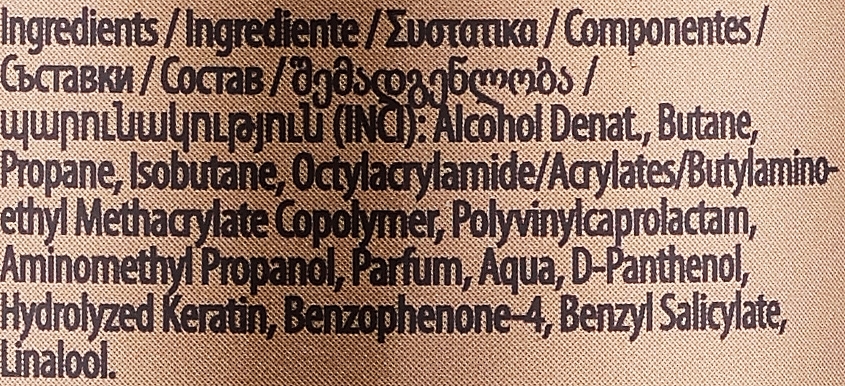 Ingredients / Ingrediente / Συστατικα / Componentes /
Съставки / Состав / შემადგენლობა /
պարունակություն (INCI): Alcohol Denat., Butane,
Propane, Isobutane, Octylacrylamide/Acrylates/Butylamino-
ethyl Methacrylate Copolymer, Polyvinylcaprolactam,
Aminomethyl Propanol, Parfum, Aqua, D-Panthenol,
Hydrolyzed Keratin, Benzophenone-4, Benzyl Salicylate,
Linalool.